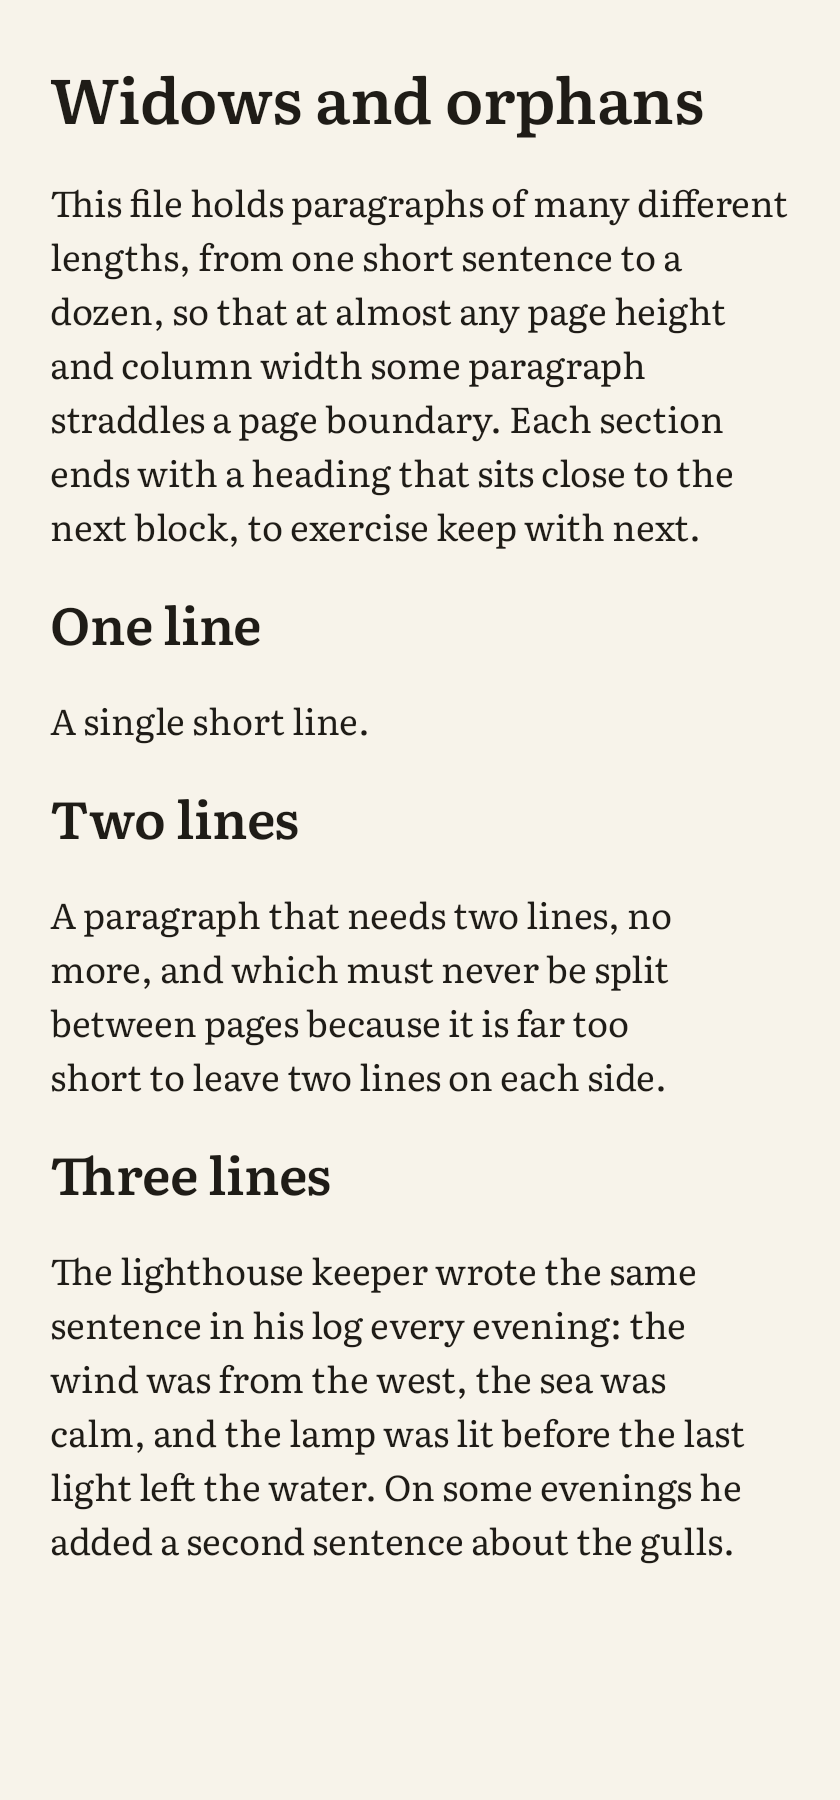 Widows and orphans
This file holds paragraphs of many different
lengths, from one short sentence to a
dozen, so that at almost any page height
and column width some paragraph
straddles a page boundary. Each section
ends with a heading that sits close to the
next block, to exercise keep with next.
One line
A single short line.
Two lines
A paragraph that needs two lines, no
more, and which must never be split
between pages because it is far too
short to leave two lines on each side.
Three lines
The lighthouse keeper wrote the same
sentence in his log every evening: the
wind was from the west, the sea was
calm, and the lamp was lit before the last
light left the water. On some evenings he
added a second sentence about the gulls.